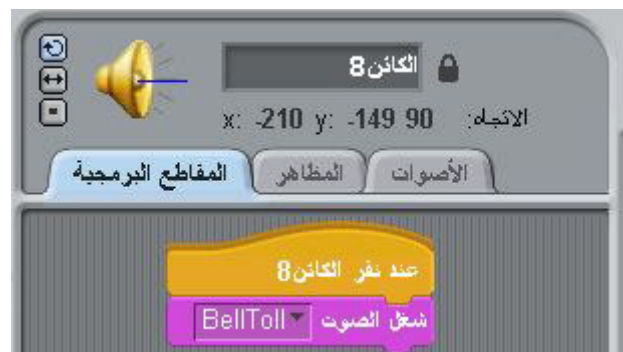 الكائن8
x: -210 y: -149 90 الاتجاه:
المقاطع البرمجية المظاهر الأصوات
عند نقر الكائن8
شغل الصوت BellToll